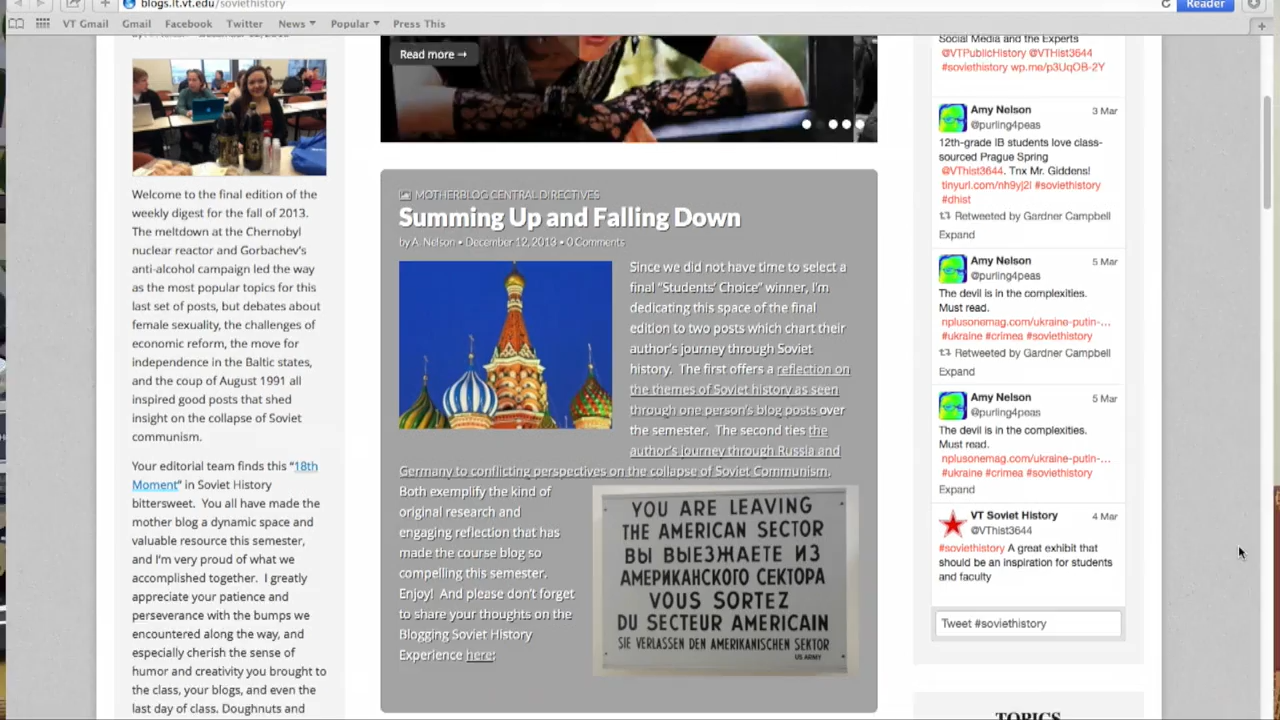 blogs.lt.vt.edu/soviethistory
Reader
VT Gmail Gmail Facebook Twitter News Popular Press This
Welcome to the final edition of the
weekly digest for the fall of 2013.
The meltdown at the Chernobyl
nuclear reactor and Gorbachev's
anti-alcohol campaign led the way
as the most popular topics for this
last set of posts, but debates about
female sexuality, the challenges of
economic reform, the move for
independence in the Baltic states,
and the coup of August 1991 all
inspired good posts that shed
insight on the collapse of Soviet
communism.
Your editorial team finds this "18th
Moment" in Soviet History
bittersweet. You all have made the
mother blog a dynamic space and
valuable resource this semester,
and I'm very proud of what we
accomplished together. I greatly
appreciate your patience and
perseverance with the bumps we
encountered along the way, and
especially cherish the sense of
humor and creativity you brought to
the class, your blogs, and even the
last day of class. Doughnuts and
Read more →
MOTHERBLOG CENTRAL DIRECTIVES
Summing Up and Falling Down
by A. Nelson • December 12, 2013 • 0 Comments
Since we did not have time to select a
final "Students' Choice" winner, I'm
dedicating this space of the final
edition to two posts which chart their
author's journey through Soviet
history. The first offers a reflection on
the themes of Soviet history as seen
through one person's blog posts over
the semester. The second ties the
author's journey through Russia and
Germany to conflicting perspectives on the collapse of Soviet Communism.
Both exemplify the kind of
original research and
engaging reflection that has
made the course blog so
compelling this semester.
Enjoy! And please don't forget
to share your thoughts on the
Blogging Soviet History
Experience here:
YOU ARE LEAVING
THE AMERICAN SECTOR
ВЫ ВЫЕЗЖАЕТЕ ИЗ
АМЕРИКАНСКОГО СЕКТОРА
VOUS SORTEZ
DU SECTEUR AMERICAIN
SIE VERLASSEN DEN AMERIKANISCHEN SEKTOR
US ARMY
Social Media and the Experts
@VTPublicHistory @VTHist3644
#soviethistory wp.me/p3UqOB-2Y
Amy Nelson 3 Mar
@purling4peas
12th-grade IB students love class-
sourced Prague Spring
@VThist3644. Tnx Mr. Giddens!
tinyurl.com/nh9yj2l #soviethistory
#dhist
Retweeted by Gardner Campbell
Expand
Amy Nelson 5 Mar
@purling4peas
The devil is in the complexities.
Must read.
nplusonemag.com/ukraine-putin-...
#ukraine #crimea #soviethistory
Retweeted by Gardner Campbell
Expand
Amy Nelson 5 Mar
@purling4peas
The devil is in the complexities.
Must read.
nplusonemag.com/ukraine-putin-...
#ukraine #crimea #soviethistory
Expand
VT Soviet History 4 Mar
@VThist3644
#soviethistory A great exhibit that
should be an inspiration for students
and faculty
Tweet #soviethistory
TOPICS